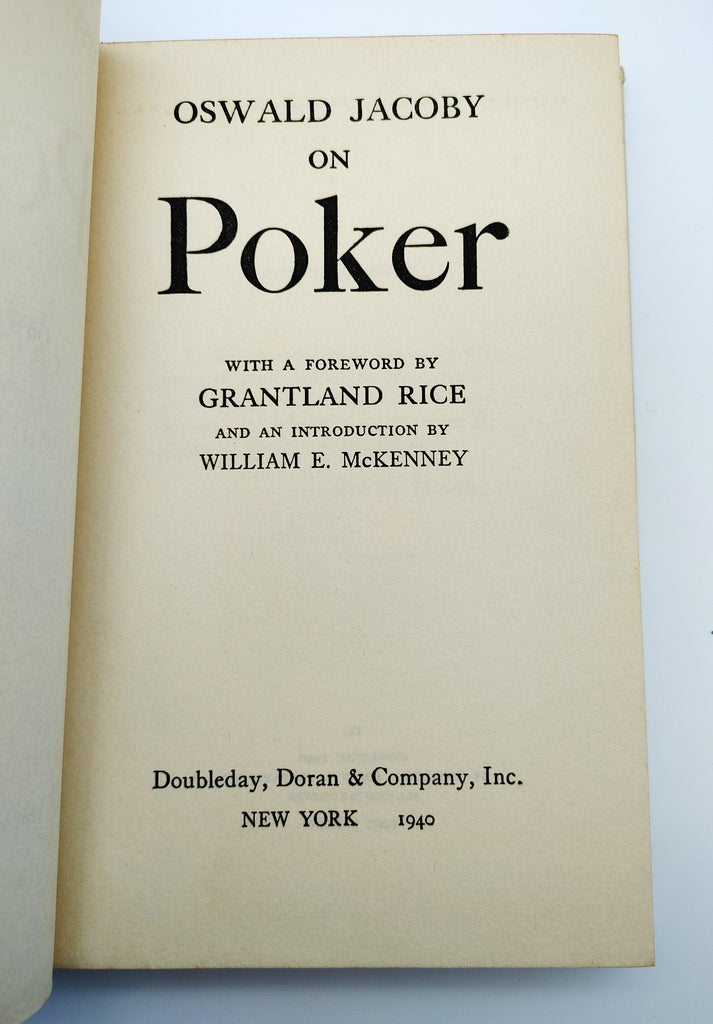 OSWALD JACOBY
ON
Poker
WITH A FOREWORD BY
GRANTLAND RICE
AND AN INTRODUCTION BY
WILLIAM E. McKENNEY
Doubleday, Doran & Company, Inc.
NEW YORK 1940